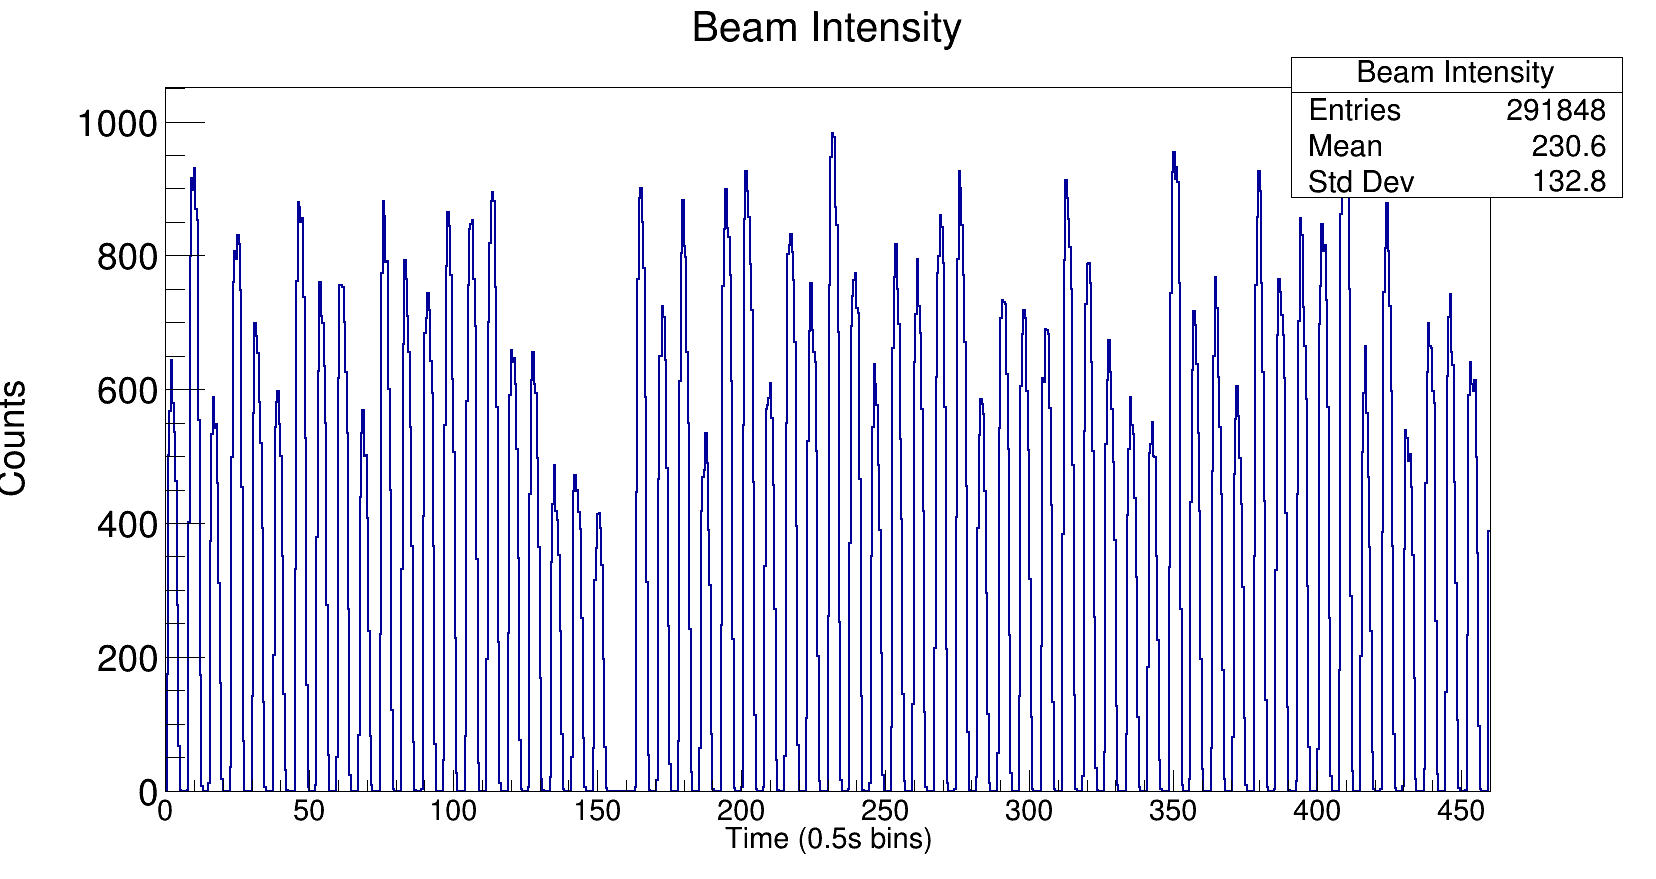 Beam Intensity
Beam Intensity
Entries 291848
Mean 230.6
Std Dev 132.8
1000
800
600
400
200
0
Counts
0 50 100 150 200 250 300 350 400 450
Time (0.5s bins)